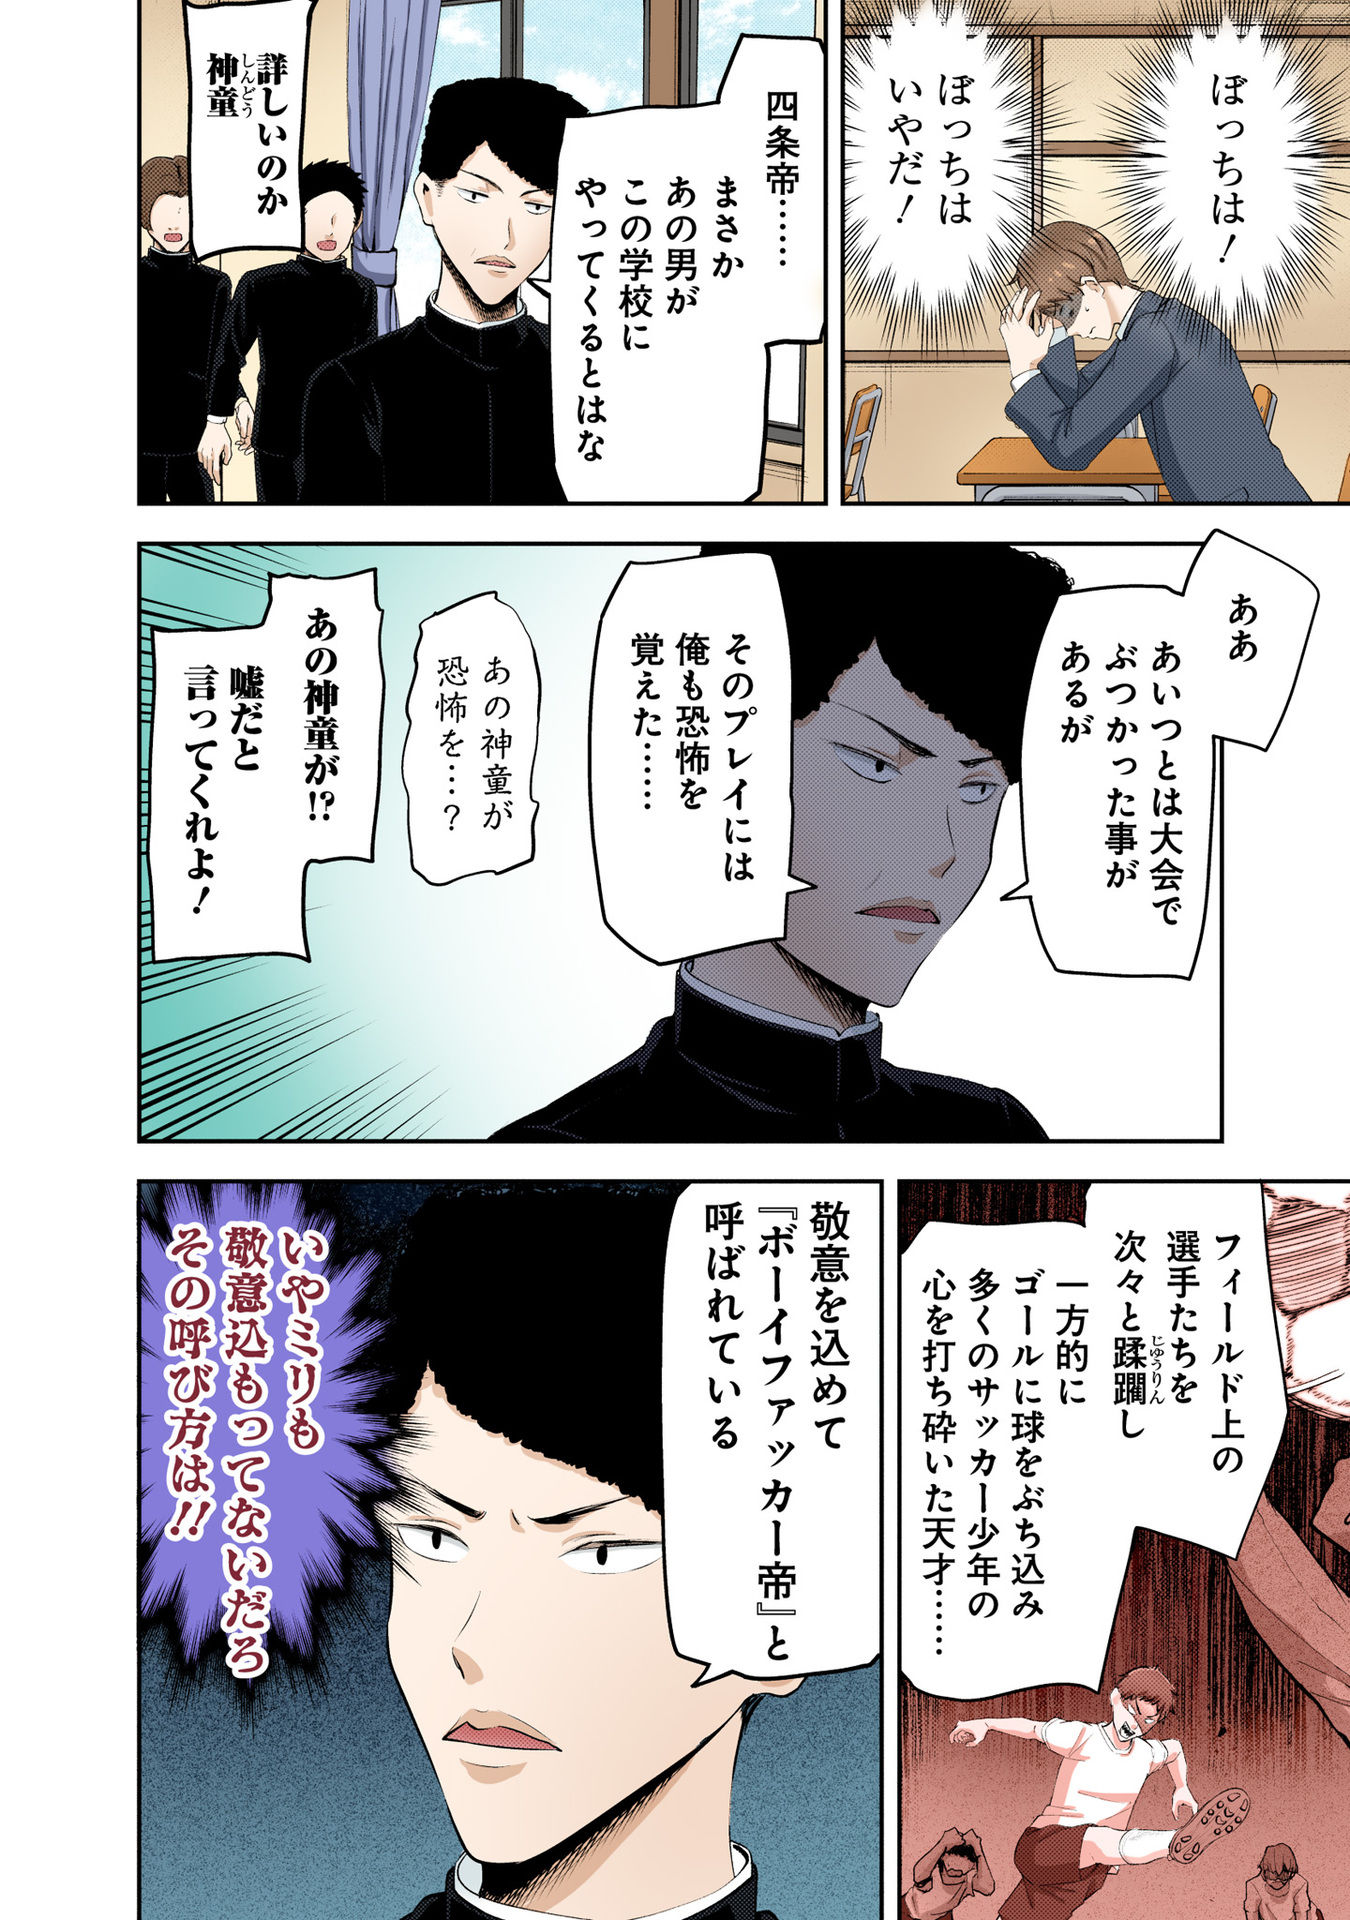 ぼっちは！
ぼっちは
いやだ！
四条帝……
まさか
あの男が
この学校に
やってくるとはな
詳しいのか
神童
しんどう
ああ
あいつとは大会で
ぶつかった事が
あるが
そのプレイには
俺も恐怖を
覚えた……
あの神童が
恐怖を…？
あの神童が!?
嘘だと
言ってくれよ！
フィールド上の
選手たちを
次々と蹂躙し
じゅうりん
一方的に
ゴールに球をぶち込み
多くのサッカー少年の
心を打ち砕いた天才……
敬意を込めて
『ボーイファッカー帝』と
呼ばれている
いやミリも
敬意込もってないだろ
その呼び方は!!